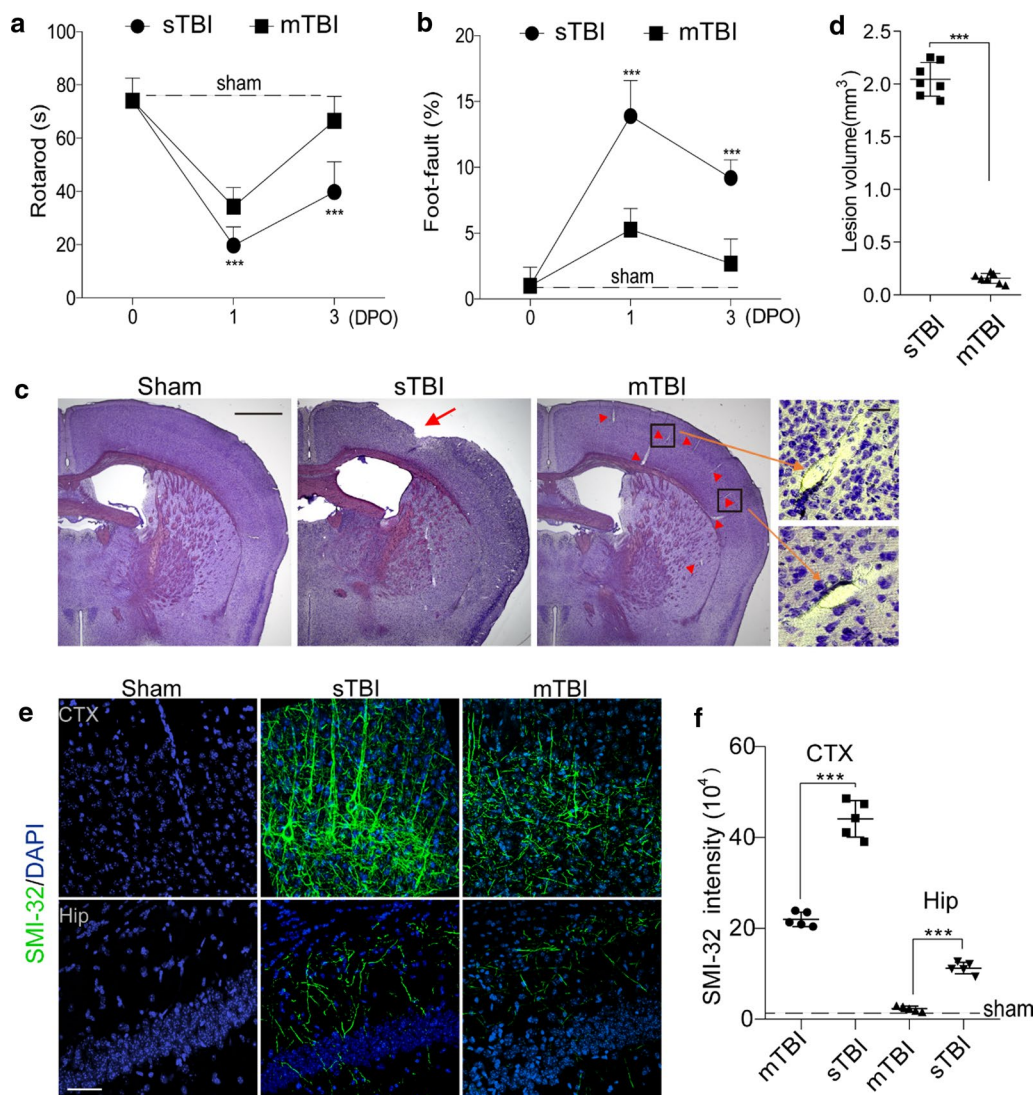 a
sTBI
mTBI
Rotarod (s)
100
80
60
40
20
0
sham
***
***
0
1
3
(DPO)
b
sTBI
mTBI
Foot-fault (%)
20
15
10
5
0
***
***
sham
0
1
3
(DPO)
d
***
Lesion volume(mm³)
2.5
2.0
1.5
1.0
0.5
0.0
sTBI
mTBI
c
Sham
sTBI
mTBI
e
Sham
sTBI
mTBI
SMI-32/DAPI
CTX
Hip
f
SMI-32 intensity (10⁴)
60
40
20
0
CTX
***
Hip
***
sham
mTBI
sTBI
mTBI
sTBI